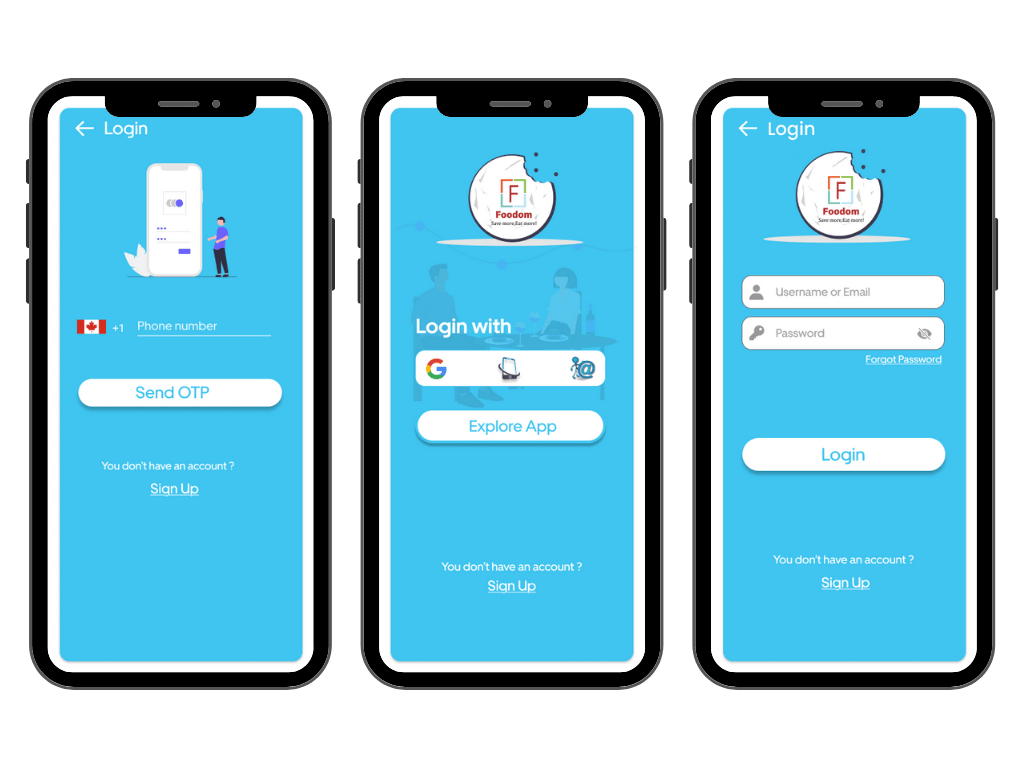 Login
+1 Phone number
Send OTP
You don't have an account ?
Sign Up
F
Foodom
Save more,Eat more!
Login with
G
@
Explore App
You don't have an account ?
Sign Up
Login
F
Foodom
Save more,Eat more!
Username or Email
Password
Forgot Password
Login
You don't have an account ?
Sign Up